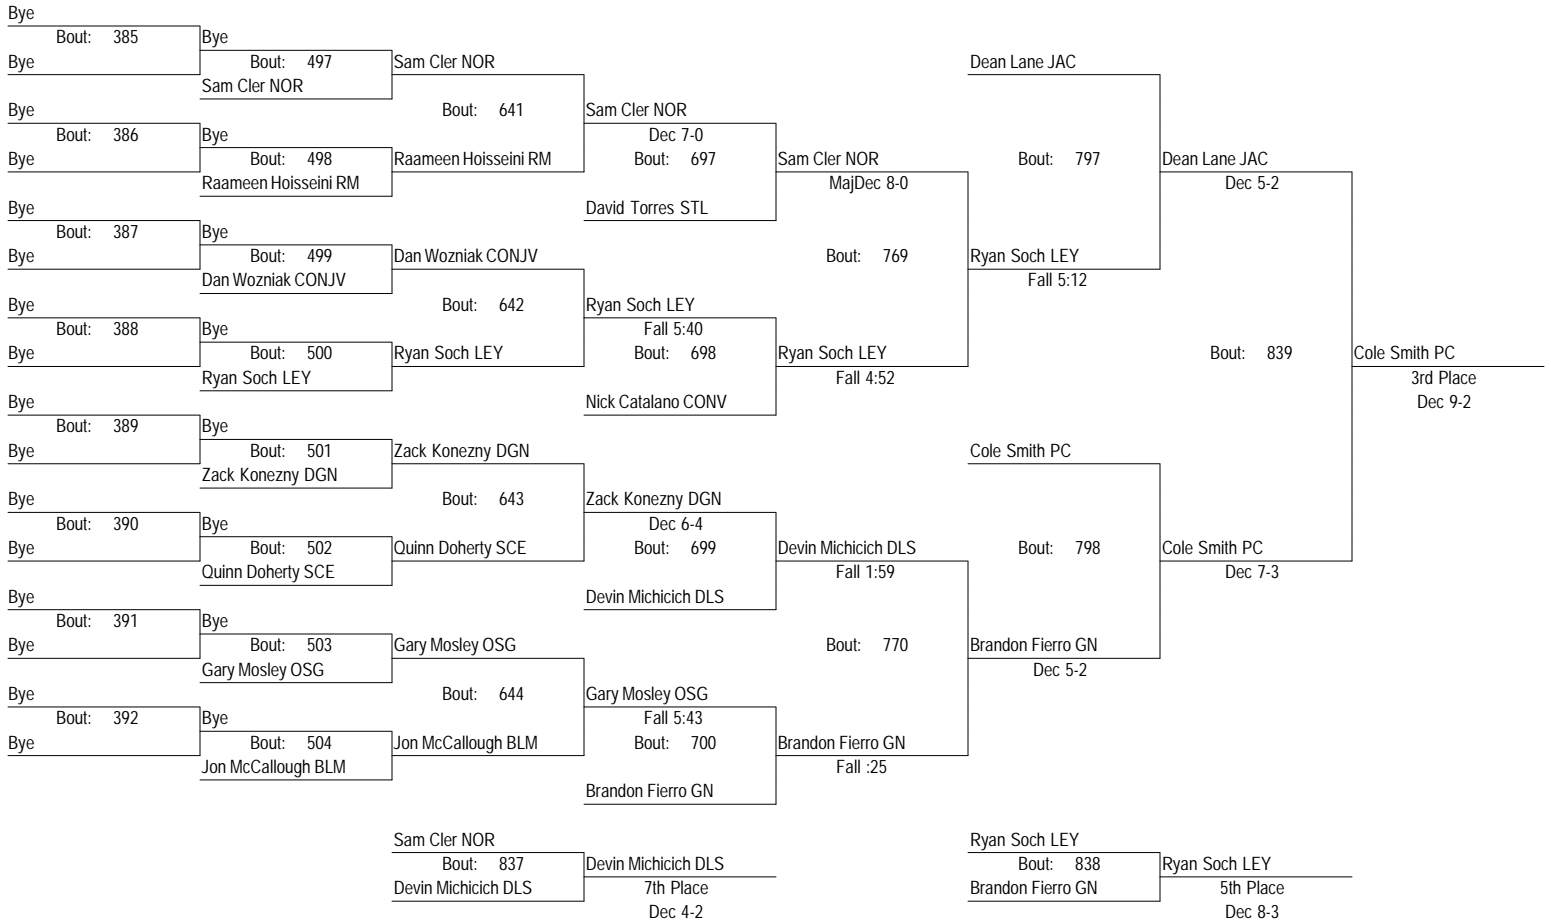 Bye
Bout: 385
Bye
Bout: 497
Bye
Sam Cler NOR
Sam Cler NOR
Bye
Bout: 386
Bye
Bout: 498
Bye
Raameen Hoisseini RM
Raameen Hoisseini RM
Bout: 641
Sam Cler NOR
Dec 7-0
Bout: 697
David Torres STL
Sam Cler NOR
MajDec 8-0
Bye
Bout: 387
Bye
Bout: 499
Bye
Dan Wozniak CONJV
Dan Wozniak CONJV
Bye
Bout: 388
Bye
Bout: 500
Bye
Ryan Soch LEY
Ryan Soch LEY
Bout: 642
Ryan Soch LEY
Fall 5:40
Bout: 698
Nick Catalano CONV
Ryan Soch LEY
Fall 4:52
Bout: 769
Dean Lane JAC
Bout: 797
Ryan Soch LEY
Fall 5:12
Dean Lane JAC
Dec 5-2
Bye
Bout: 389
Bye
Bout: 501
Bye
Zack Konezny DGN
Zack Konezny DGN
Bye
Bout: 390
Bye
Bout: 502
Bye
Quinn Doherty SCE
Quinn Doherty SCE
Bout: 643
Zack Konezny DGN
Dec 6-4
Bout: 699
Devin Michicich DLS
Devin Michicich DLS
Fall 1:59
Bye
Bout: 391
Bye
Bout: 503
Bye
Gary Mosley OSG
Gary Mosley OSG
Bye
Bout: 392
Bye
Bout: 504
Bye
Jon McCallough BLM
Jon McCallough BLM
Bout: 644
Gary Mosley OSG
Fall 5:43
Bout: 700
Brandon Fierro GN
Brandon Fierro GN
Fall :25
Bout: 770
Cole Smith PC
Bout: 798
Brandon Fierro GN
Dec 5-2
Cole Smith PC
Dec 7-3
Bout: 839
Cole Smith PC
3rd Place
Dec 9-2
Sam Cler NOR
Bout: 837
Devin Michicich DLS
Devin Michicich DLS
7th Place
Dec 4-2
Ryan Soch LEY
Bout: 838
Brandon Fierro GN
Ryan Soch LEY
5th Place
Dec 8-3